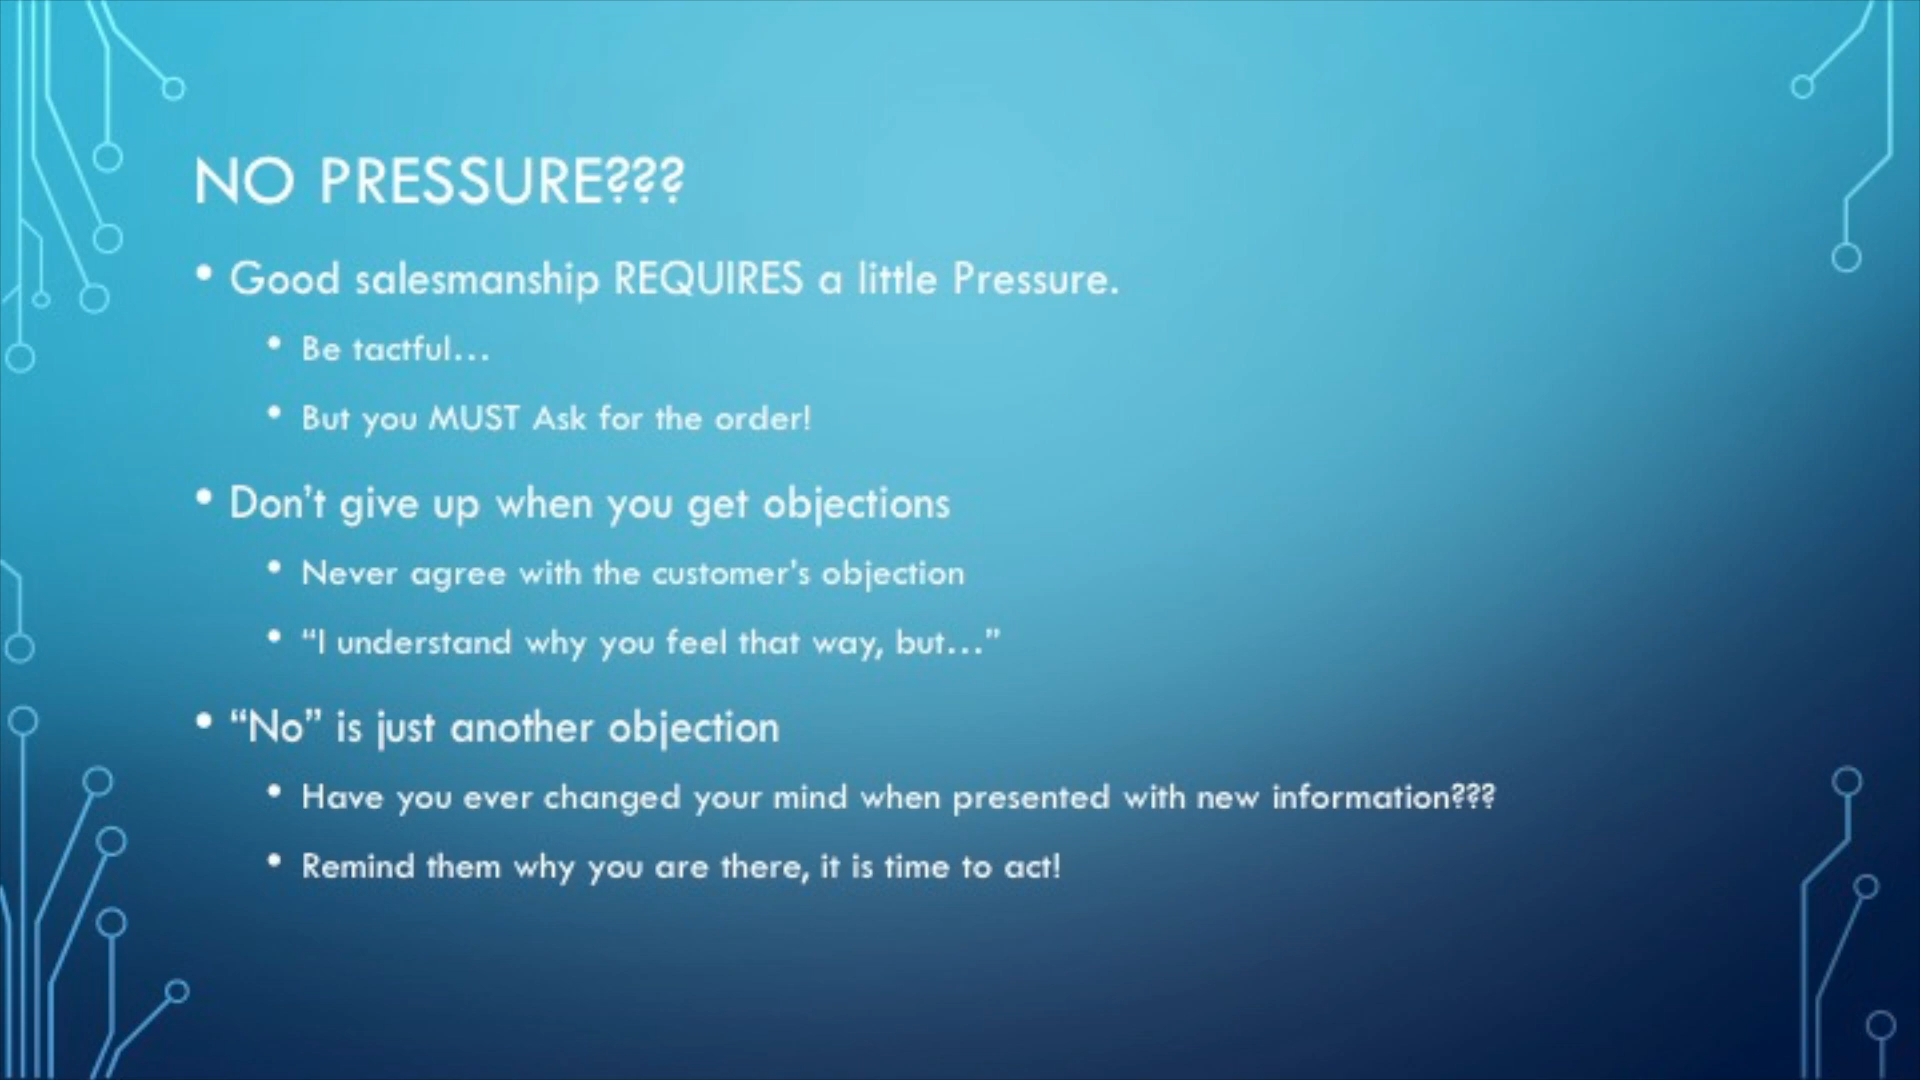 NO PRESSURE???
• Good salesmanship REQUIRES a little Pressure.
• Be tactful…
• But you MUST Ask for the order!
• Don’t give up when you get objections
• Never agree with the customer’s objection
• “I understand why you feel that way, but…”
• “No” is just another objection
• Have you ever changed your mind when presented with new information???
• Remind them why you are there, it is time to act!